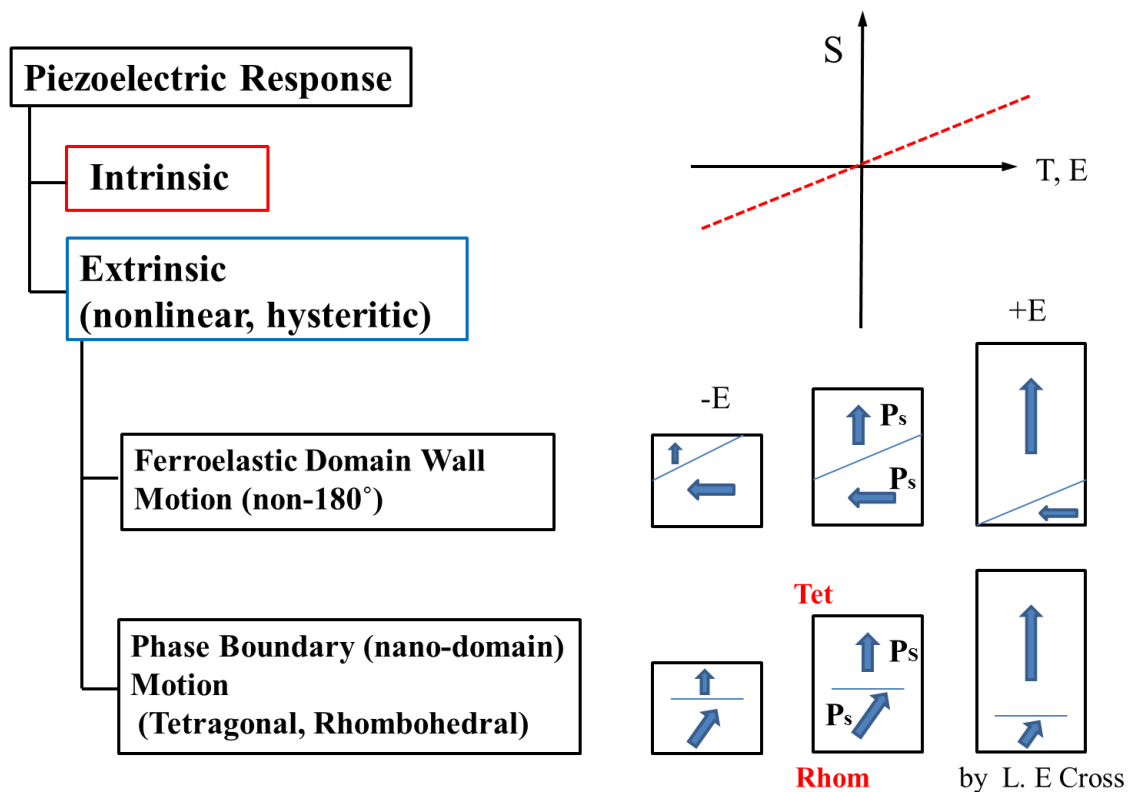 Piezoelectric Response
Intrinsic
Extrinsic
(nonlinear, hysteritic)
Ferroelastic Domain Wall
Motion (non-180˚)
Phase Boundary (nano-domain)
Motion
(Tetragonal, Rhombohedral)
S
T, E
-E
+E
Ps
Ps
Tet
Ps
Ps
Rhom
by L. E Cross